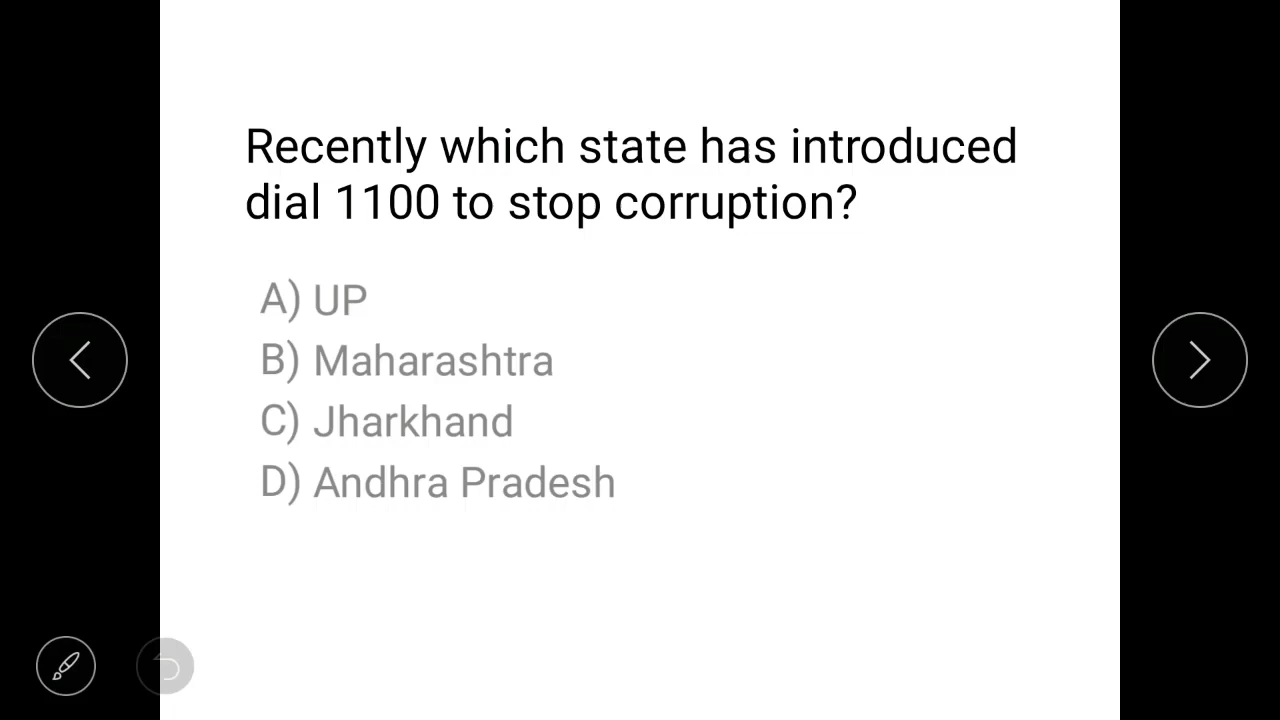 Recently which state has introduced
dial 1100 to stop corruption?
A) UP
B) Maharashtra
C) Jharkhand
D) Andhra Pradesh